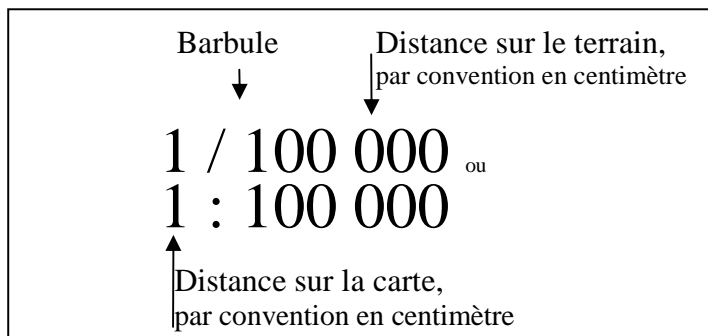 Barbule
Distance sur le terrain,
par convention en centimètre
1 / 100 000 ou
1 : 100 000
Distance sur la carte,
par convention en centimètre